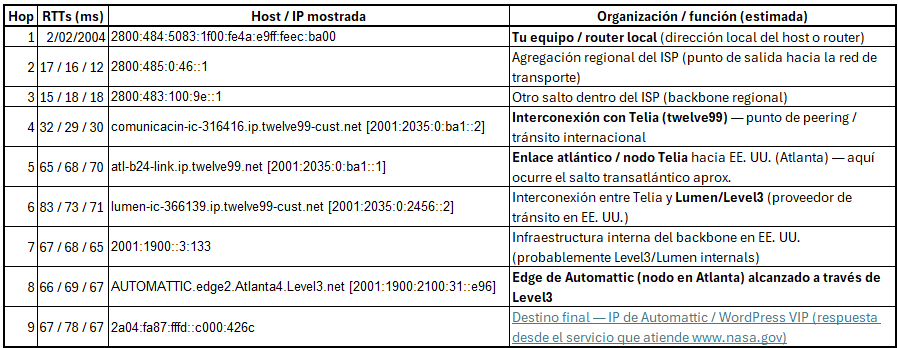 Hop RTTs (ms) Host / IP mostrada Organización / función (estimada)
1 2/02/2004 2800:484:5083:1f00:fe4a:e9ff:feec:ba00 Tu equipo / router local (dirección local del host o router)
2 17 / 16 / 12 2800:485:0:46::1 Agregación regional del ISP (punto de salida hacia la red de
transporte)
3 15 / 18 / 18 2800:483:100:9e::1 Otro salto dentro del ISP (backbone regional)
4 32 / 29 / 30 comunicacin-ic-316416.ip.twelve99-cust.net [2001:2035:0:ba1::2] Interconexión con Telia (twelve99) — punto de peering /
tránsito internacional
5 65 / 68 / 70 atl-b24-link.ip.twelve99.net [2001:2035:0:ba1::1] Enlace atlántico / nodo Telia hacia EE. UU. (Atlanta) — aquí
ocurre el salto transatlántico aprox.
6 83 / 73 / 71 lumen-ic-366139.ip.twelve99-cust.net [2001:2035:0:2456::2] Interconexión entre Telia y Lumen/Level3 (proveedor de
tránsito en EE. UU.)
7 67 / 68 / 65 2001:1900::3:133 Infraestructura interna del backbone en EE. UU.
(probablemente Level3/Lumen internals)
8 66 / 69 / 67 AUTOMATTIC.edge2.Atlanta4.Level3.net [2001:1900:2100:31::e96] Edge de Automattic (nodo en Atlanta) alcanzado a través de
Level3
9 67 / 78 / 67 2a04:fa87:fffd::c000:426c Destino final — IP de Automattic / WordPress VIP (respuesta
desde el servicio que atiende www.nasa.gov)